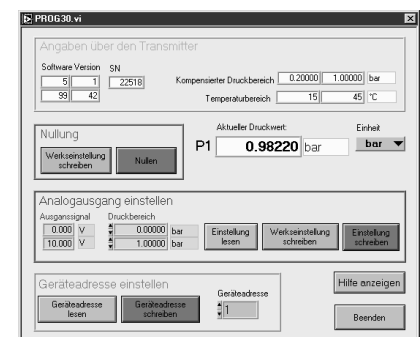 PROG30.vi
Angaben über den Transmitter
Software Version SN
5 1 22518
99 42
Kompensierter Druckbereich 0.20000 1.00000 bar
Temperaturbereich 15 45 °C
Nullung
Werkseinstellung schreiben
Nullen
Aktueller Druckwert:
P1 0.98220 bar
Einheit
bar
Analogausgang einstellen
Ausganssignal Druckbereich
0.000 V 0.00000 bar
10.000 V 1.00000 bar
Einstellung lesen
Werkseinstellung schreiben
Einstellung schreiben
Geräteadresse einstellen
Geräteadresse lesen
Geräteadresse schreiben
Geräteadresse
1
Hilfe anzeigen
Beenden